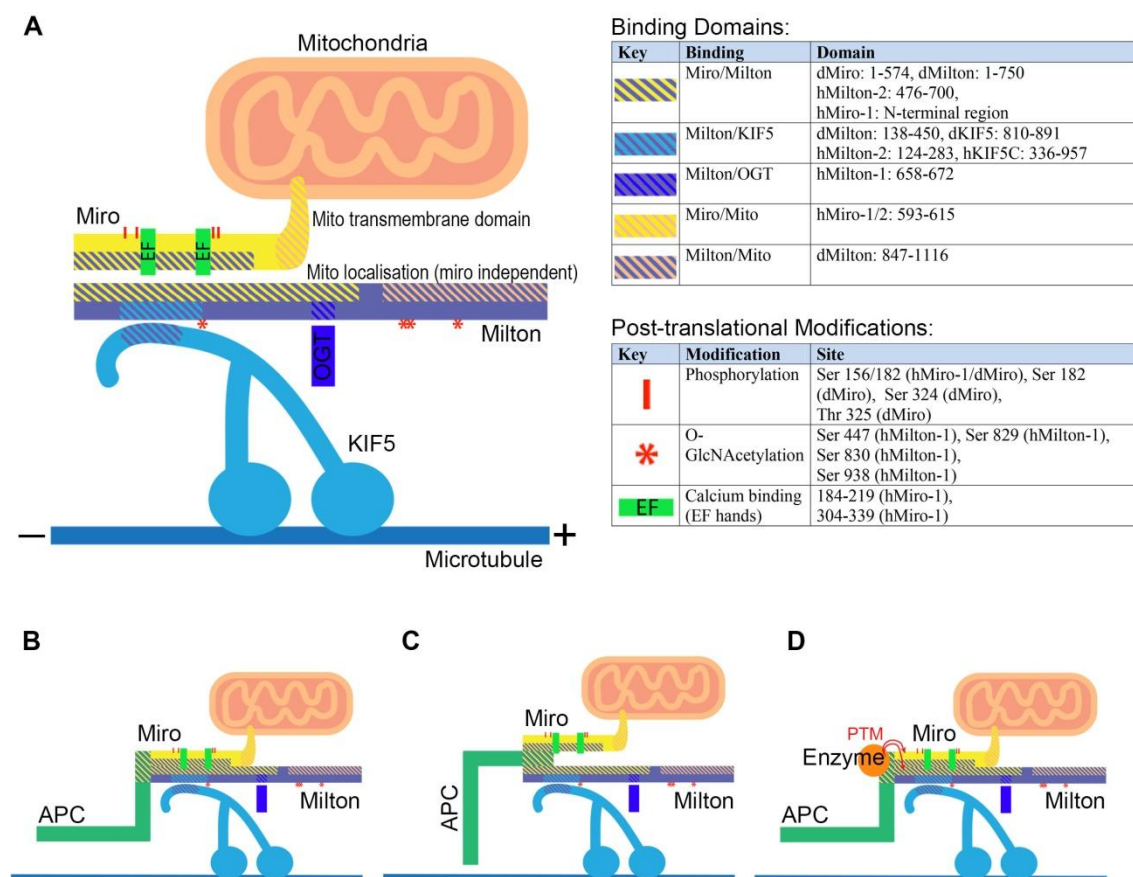 A
Mitochondria
Miro
EF
EF
Mito transmembrane domain
Mito localisation (miro independent)
Milton
OGT
KIF5
–
+
Microtubule
Binding Domains:
Key Binding Domain
Miro/Milton dMiro: 1-574, dMilton: 1-750
hMilton-2: 476-700,
hMiro-1: N-terminal region
Milton/KIF5 dMilton: 138-450, dKIF5: 810-891
hMilton-2: 124-283, hKIF5C: 336-957
Milton/OGT hMilton-1: 658-672
Miro/Mito hMiro-1/2: 593-615
Milton/Mito dMilton: 847-1116
Post-translational Modifications:
Key Modification Site
Phosphorylation Ser 156/182 (hMiro-1/dMiro), Ser 182
(dMiro), Ser 324 (dMiro),
Thr 325 (dMiro)
* O-
GlcNAcetylation Ser 447 (hMilton-1), Ser 829 (hMilton-1),
Ser 830 (hMilton-1),
Ser 938 (hMilton-1)
EF Calcium binding
(EF hands) 184-219 (hMiro-1),
304-339 (hMiro-1)
B
Miro
APC
Milton
C
Miro
APC
Milton
D
PTM
Enzyme
Miro
APC
Milton